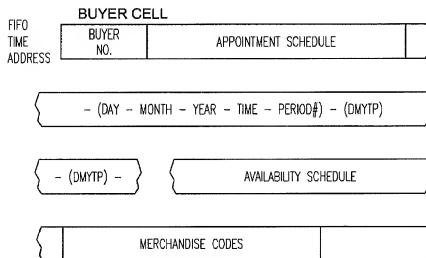 BUYER CELL
FIFO
TIME
ADDRESS
BUYER
NO.
APPOINTMENT SCHEDULE
- (DAY - MONTH - YEAR - TIME - PERIOD#) - (DMYTP)
- (DMYTP) -
AVAILABILITY SCHEDULE
MERCHANDISE CODES